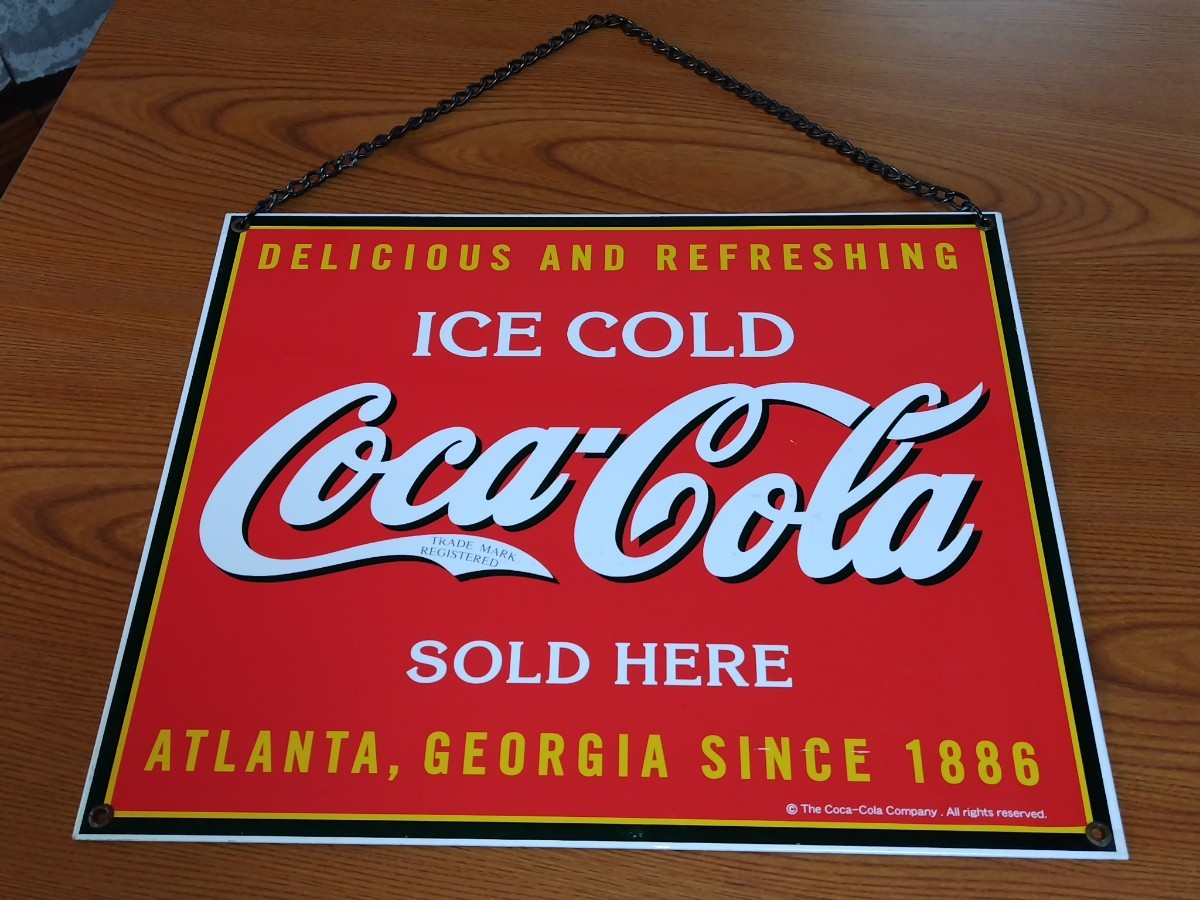 DELICIOUS AND REFRESHING
ICE COLD
Coca-Cola
TRADE MARK
REGISTERED
SOLD HERE
ATLANTA, GEORGIA SINCE 1886
© The Coca-Cola Company . All rights reserved.